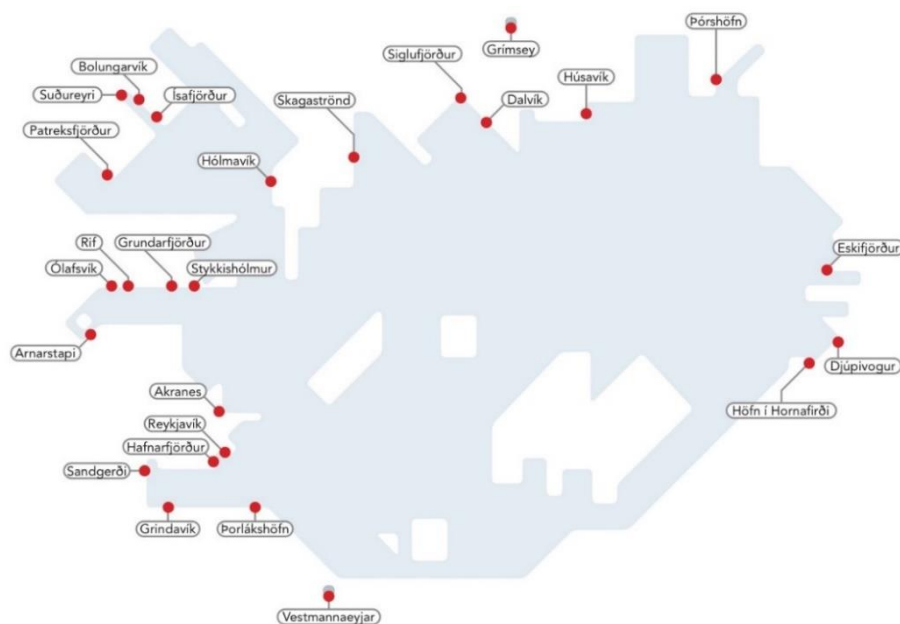 Þórshöfn
Grímsey
Siglufjörður
Bolungarvík
Húsavík
Suðureyri
Ísafjörður
Skagaströnd
Dalvík
Patreksfjörður
Hólmavík
Rif
Grundarfjörður
Eskifjörður
Ólafsvík
Stykkishólmur
Arnarstapi
Djúpivogur
Akranes
Höfn í Hornafirði
Reykjavík
Hafnarfjörður
Sandgerði
Grindavík
Þorlákshöfn
Vestmannaeyjar